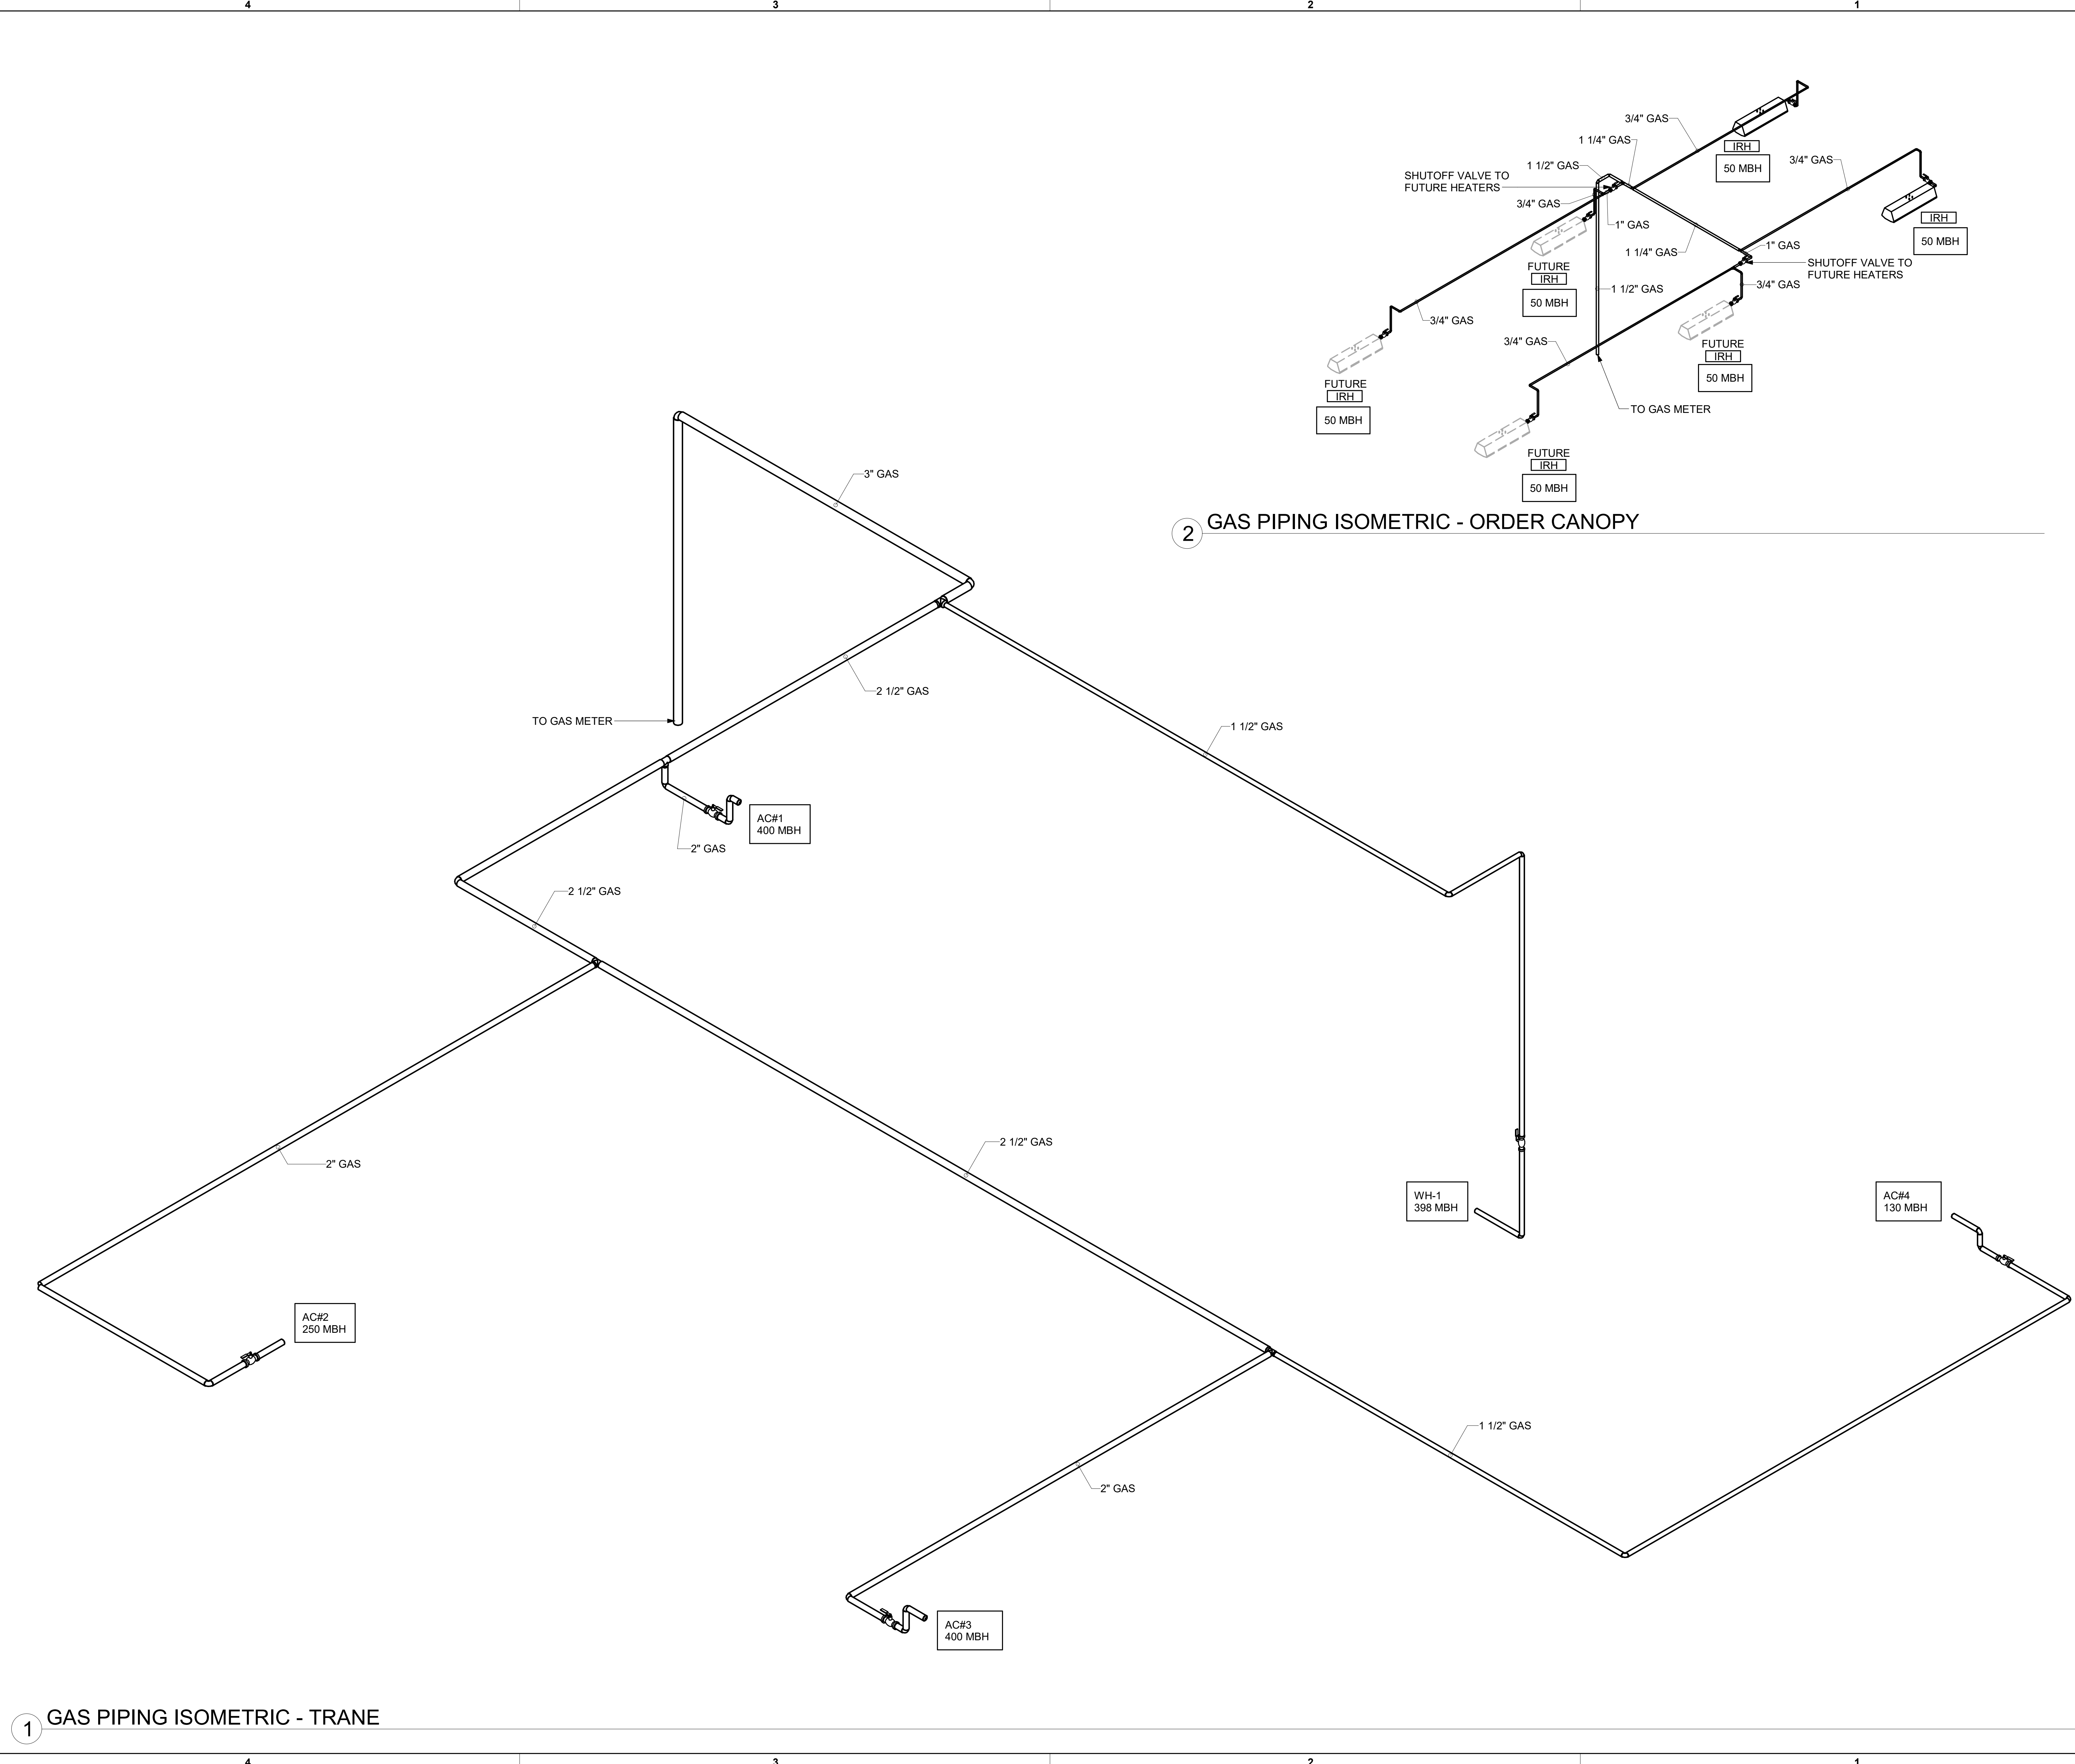 4
3
2
1
3/4" GAS
1 1/4" GAS
1 1/2" GAS
SHUTOFF VALVE TO
FUTURE HEATERS
3/4" GAS
IRH
50 MBH
3/4" GAS
IRH
50 MBH
1" GAS
1 1/4" GAS
1" GAS
SHUTOFF VALVE TO
FUTURE HEATERS
3/4" GAS
FUTURE
IRH
50 MBH
1 1/2" GAS
3/4" GAS
3/4" GAS
FUTURE
IRH
50 MBH
FUTURE
IRH
50 MBH
TO GAS METER
FUTURE
IRH
50 MBH
2
GAS PIPING ISOMETRIC - ORDER CANOPY
3" GAS
2 1/2" GAS
TO GAS METER
1 1/2" GAS
AC#1
400 MBH
2" GAS
2 1/2" GAS
2 1/2" GAS
2" GAS
WH-1
398 MBH
AC#4
130 MBH
AC#2
250 MBH
1 1/2" GAS
2" GAS
AC#3
400 MBH
1
GAS PIPING ISOMETRIC - TRANE
4
3
2
1